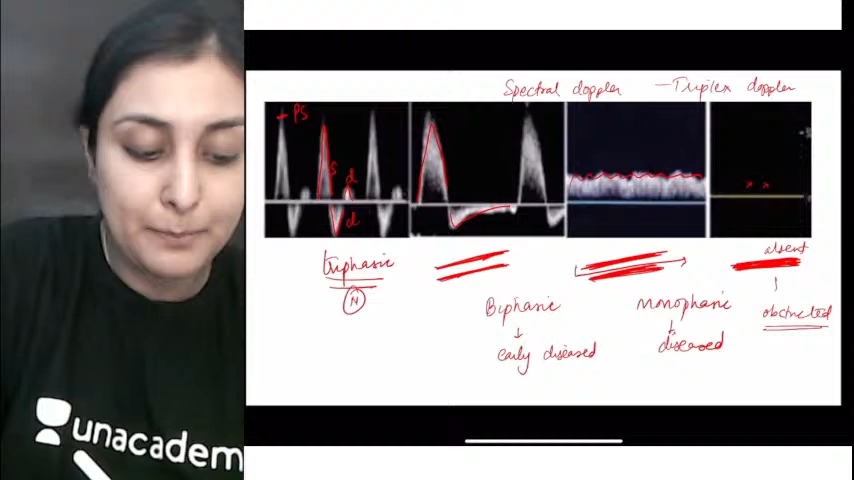 Spectral doppler — Triplex doppler
+ PS
S
d
d
x x
absent
triphasic
N
Biphasic
monophasic
obstructed
early diseased
diseased
unacadem